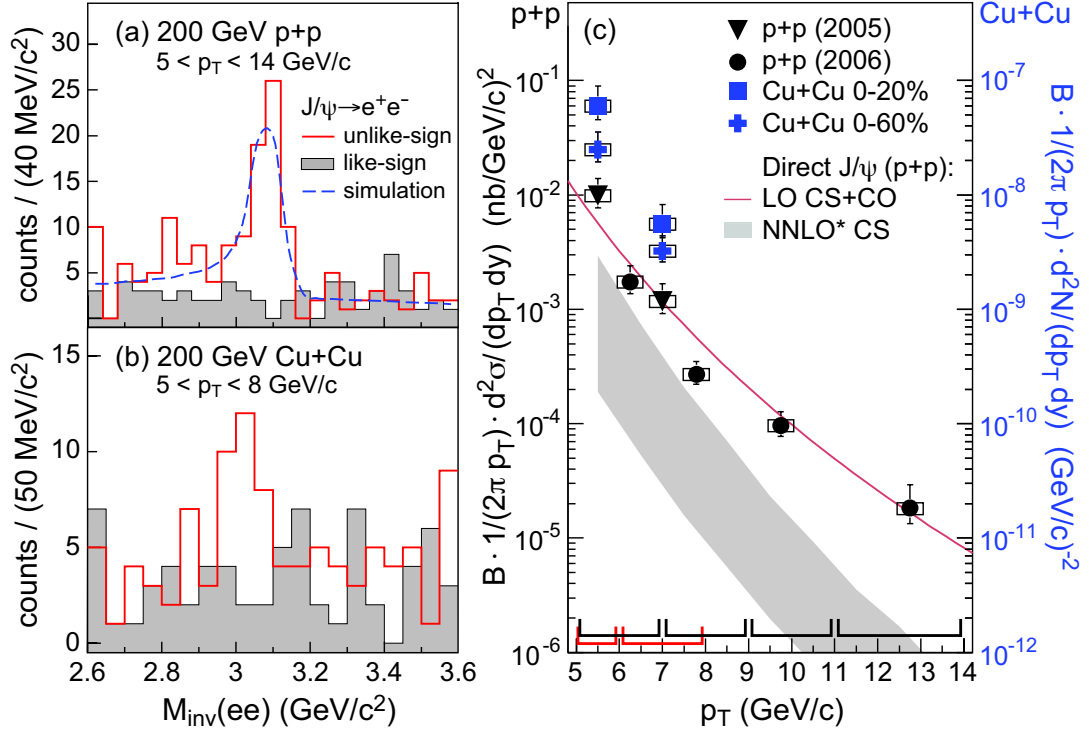 (a) 200 GeV p+p
5 < pT < 14 GeV/c
J/ψ→e+e-
unlike-sign
like-sign
simulation
counts / (40 MeV/c2)
30
25
20
15
10
5
0
(b) 200 GeV Cu+Cu
5 < pT < 8 GeV/c
counts / (50 MeV/c2)
15
10
5
0
2.6 2.8 3 3.2 3.4 3.6
Minv(ee) (GeV/c2)
p+p
(c)
Cu+Cu
p+p (2005)
p+p (2006)
Cu+Cu 0-20%
Cu+Cu 0-60%
Direct J/ψ (p+p):
LO CS+CO
NNLO* CS
B · 1/(2π pT) · d2σ/(dpT dy) (nb/GeV/c)2
10-1
10-2
10-3
10-4
10-5
10-6
5 6 7 8 9 10 11 12 13 14
pT (GeV/c)
10-7
10-8
10-9
10-10
10-11
10-12
B · 1/(2π pT) · d2N/(dpT dy) (GeV/c)-2